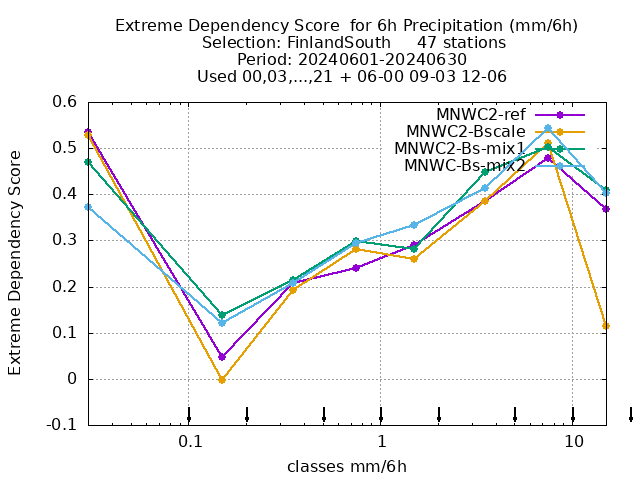 Extreme Dependency Score  for 6h Precipitation (mm/6h)
Selection: FinlandSouth     47 stations
Period: 20240601-20240630
Used 00,03,...,21 + 06-00 09-03 12-06
MNWC2-ref
MNWC2-Bscale
MNWC2-Bs-mix1
MNWC-Bs-mix2
Extreme Dependency Score
0.6
0.5
0.4
0.3
0.2
0.1
0
-0.1
0.1 1 10
classes mm/6h